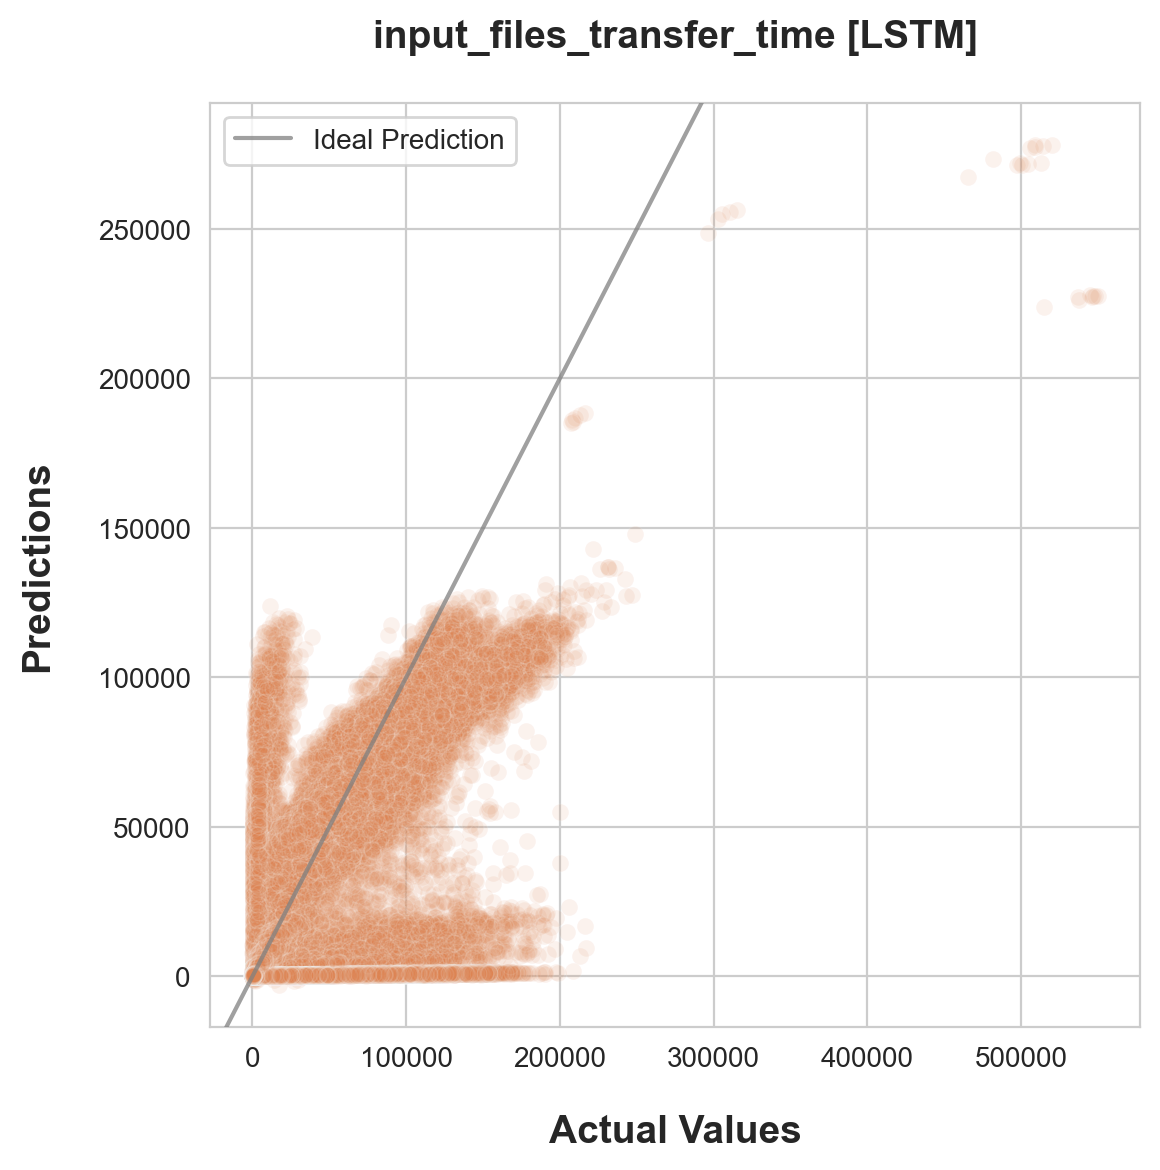 input_files_transfer_time [LSTM]
Ideal Prediction
250000
200000
150000
100000
50000
0
Predictions
0 100000 200000 300000 400000 500000
Actual Values